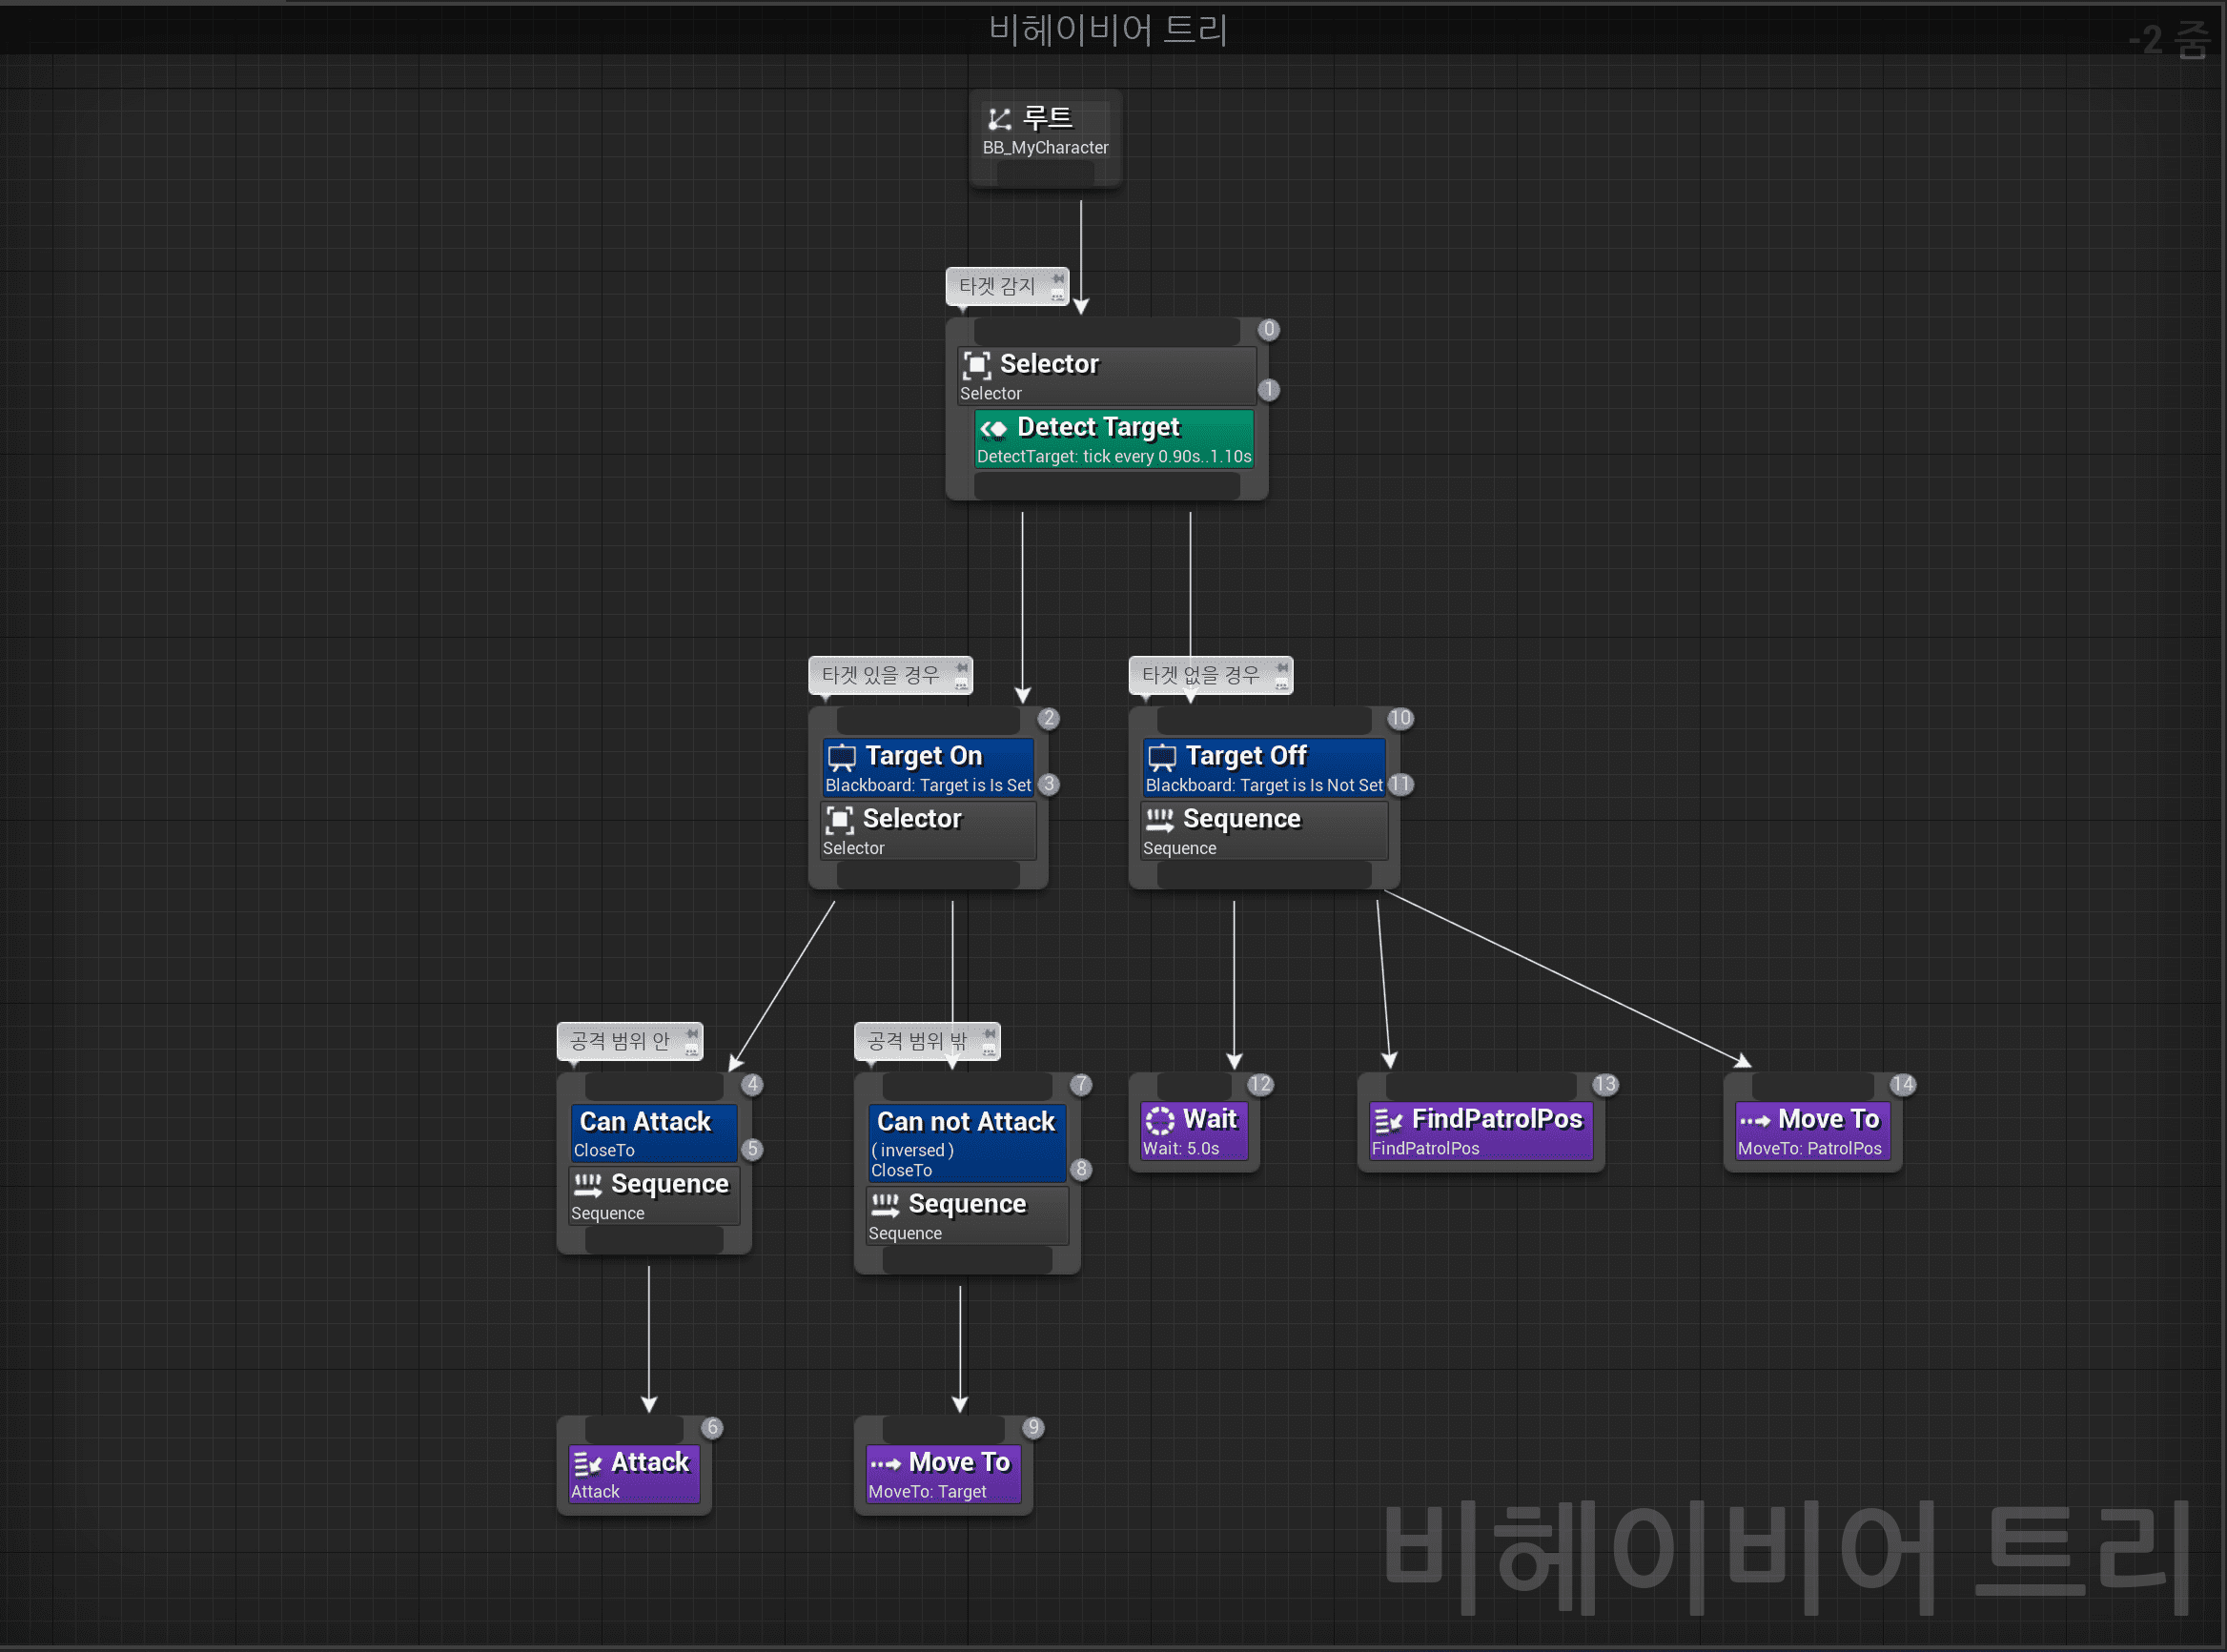 비헤이비어 트리
-2 줌
루트
BB_MyCharacter
타겟 감지
0
Selector
Selector
1
Detect Target
DetectTarget: tick every 0.90s..1.10s
타겟 있을 경우
2
Target On
Blackboard: Target is Is Set
3
Selector
Selector
타겟 없을 경우
10
Target Off
Blackboard: Target is Is Not Set
11
Sequence
Sequence
공격 범위 안
4
Can Attack
CloseTo
5
Sequence
Sequence
공격 범위 밖
7
Can not Attack
( inversed )
CloseTo
8
Sequence
Sequence
12
Wait
Wait: 5.0s
13
FindPatrolPos
FindPatrolPos
14
Move To
MoveTo: PatrolPos
6
Attack
Attack
9
Move To
MoveTo: Target
비헤이비어 트리